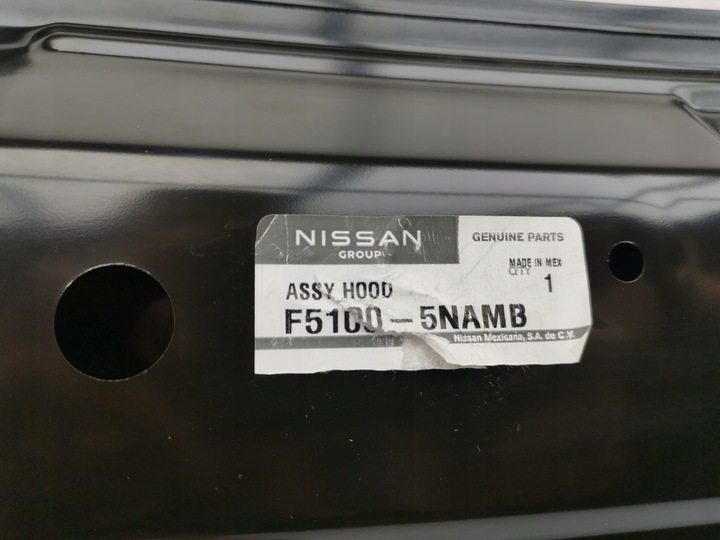 NISSAN
GROUP
GENUINE PARTS
MADE IN MEX
QTY
1
ASSY HOOD
F5100-5NAMB
Nissan Mexicana, S.A. de C.V.